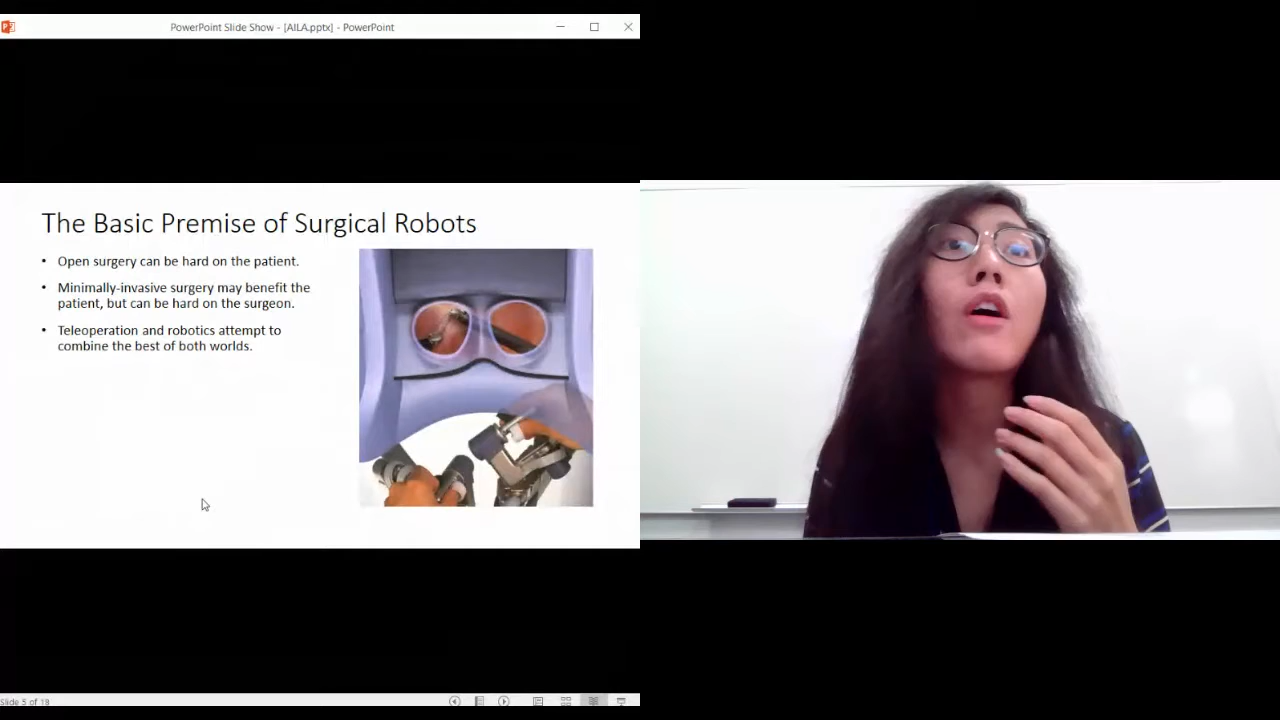 PowerPoint Slide Show - [AILA.pptx] - PowerPoint
The Basic Premise of Surgical Robots
• Open surgery can be hard on the patient.
• Minimally-invasive surgery may benefit the
patient, but can be hard on the surgeon.
• Teleoperation and robotics attempt to
combine the best of both worlds.
Slide 5 of 18